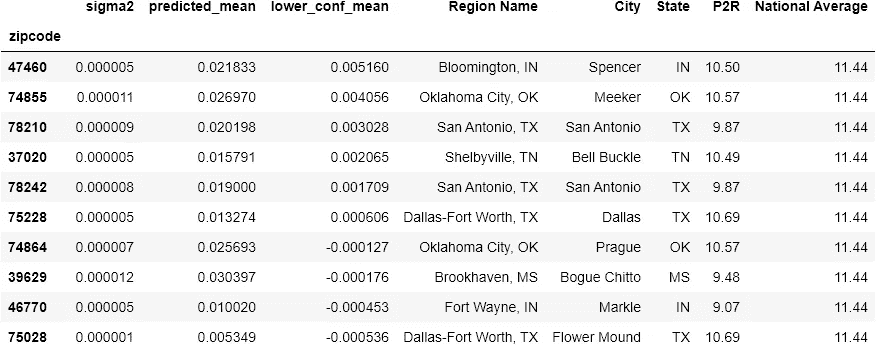 sigma2 predicted_mean lower_conf_mean Region Name City State P2R National Average
zipcode
47460 0.000005 0.021833 0.005160 Bloomington, IN Spencer IN 10.50 11.44
74855 0.000011 0.026970 0.004056 Oklahoma City, OK Meeker OK 10.57 11.44
78210 0.000009 0.020198 0.003028 San Antonio, TX San Antonio TX 9.87 11.44
37020 0.000005 0.015791 0.002065 Shelbyville, TN Bell Buckle TN 10.49 11.44
78242 0.000008 0.019000 0.001709 San Antonio, TX San Antonio TX 9.87 11.44
75228 0.000005 0.013274 0.000606 Dallas-Fort Worth, TX Dallas TX 10.69 11.44
74864 0.000007 0.025693 -0.000127 Oklahoma City, OK Prague OK 10.57 11.44
39629 0.000012 0.030397 -0.000176 Brookhaven, MS Bogue Chitto MS 9.48 11.44
46770 0.000005 0.010020 -0.000453 Fort Wayne, IN Markle IN 9.07 11.44
75028 0.000001 0.005349 -0.000536 Dallas-Fort Worth, TX Flower Mound TX 10.69 11.44